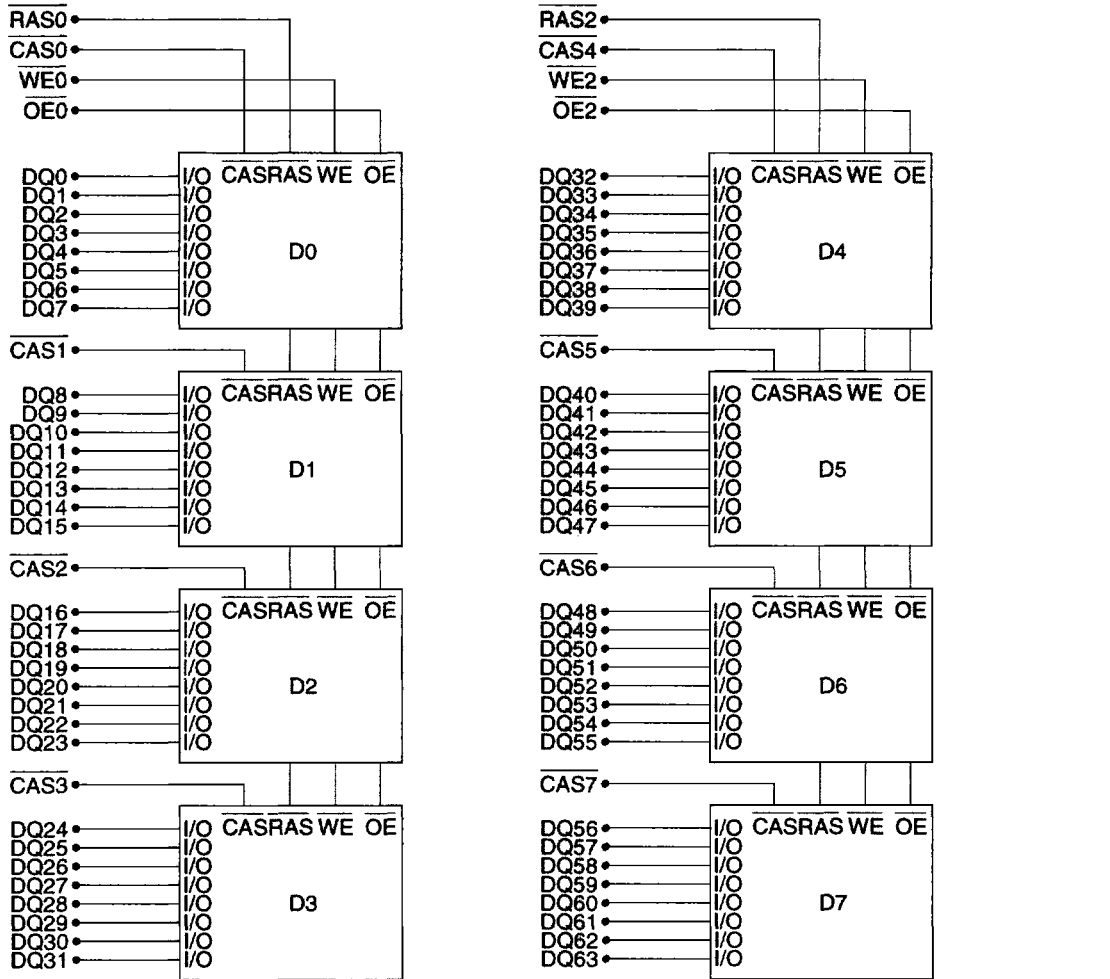 RAS0
CAS0
WE0
OE0
DQ0 I/O CAS RAS WE OE
DQ1 I/O
DQ2 I/O
DQ3 I/O
DQ4 I/O D0
DQ5 I/O
DQ6 I/O
DQ7 I/O
CAS1
DQ8 I/O CAS RAS WE OE
DQ9 I/O
DQ10 I/O
DQ11 I/O
DQ12 I/O D1
DQ13 I/O
DQ14 I/O
DQ15 I/O
CAS2
DQ16 I/O CAS RAS WE OE
DQ17 I/O
DQ18 I/O
DQ19 I/O
DQ20 I/O D2
DQ21 I/O
DQ22 I/O
DQ23 I/O
CAS3
DQ24 I/O CAS RAS WE OE
DQ25 I/O
DQ26 I/O
DQ27 I/O
DQ28 I/O D3
DQ29 I/O
DQ30 I/O
DQ31 I/O
RAS2
CAS4
WE2
OE2
DQ32 I/O CAS RAS WE OE
DQ33 I/O
DQ34 I/O
DQ35 I/O
DQ36 I/O D4
DQ37 I/O
DQ38 I/O
DQ39 I/O
CAS5
DQ40 I/O CAS RAS WE OE
DQ41 I/O
DQ42 I/O
DQ43 I/O
DQ44 I/O D5
DQ45 I/O
DQ46 I/O
DQ47 I/O
CAS6
DQ48 I/O CAS RAS WE OE
DQ49 I/O
DQ50 I/O
DQ51 I/O
DQ52 I/O D6
DQ53 I/O
DQ54 I/O
DQ55 I/O
CAS7
DQ56 I/O CAS RAS WE OE
DQ57 I/O
DQ58 I/O
DQ59 I/O
DQ60 I/O D7
DQ61 I/O
DQ62 I/O
DQ63 I/O